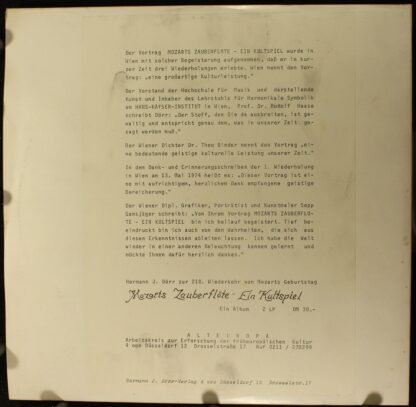 Der Vortrag MOZARTS ZAUBERFLÖTE - EIN KULTSPIEL wurde in
Wien mit solcher Begeisterung aufgenommen, daß er in kur-
zer Zeit drei Wiederholungen erlebte. Wien nennt den Vor-
trag: „eine großartige Kulturleistung."
Der Vorstand der Hochschule für Musik und darstellende
Kunst und Inhaber des Lehrstuhls für Harmonikale Symbolik
am HANS-KAYSER-INSTITUT in Wien, Prof. Dr. Rudolf Haase
schreibt Dörr: „Der Stoff, den Sie da ausbreiten, ist ge-
waltig und entspricht genau dem, was in unserer Zeit ge-
sagt werden muß."
Der Wiener Dichter Dr. Theo Binder nennt den Vortrag „ei-
ne bedeutende geistige kulturelle Leistung unserer Zeit."
In den Dank- und Erinnerungsschreiben der 1. Wiederholung
in Wien am 13. Mai 1974 heißt es: „Dieser Vortrag ist ei-
ne mit aufrichtigem, herzlichem Dank empfangene geistige
Bereicherung."
Der Wiener Dipl. Grafiker, Porträtist und Kunstmaler Sepp
Gamsjäger schreibt: „Vom Ihrem Vortrag MOZARTS ZAUBERFLÖ-
TE - EIN KULTSPIEL bin ich hellauf begeistert. Tief be-
eindruckt bin ich auch von den Wahrheiten, die sich aus
diesen Erkenntnissen ableiten lassen. Ich habe die Welt
wieder in einer anderen Beleuchtung kennen gelernt und
möchte Ihnen dafür herzlich danken."
Hermann J. Dörr zur 218. Wiederkehr von Mozarts Geburtstag
Mozarts Zauberflöte - Ein Kultspiel
Ein Album 2 LP DM 39.-
ALTEUROPA
Arbeitskreis zur Erforschung der früheuropäischen Kultur
4 Düsseldorf 12 Drosselstraße 17 Ruf 0211 / 278209
Hermann J. Dörr-Verlag 4 Düsseldorf 12 Drosselstr. 17